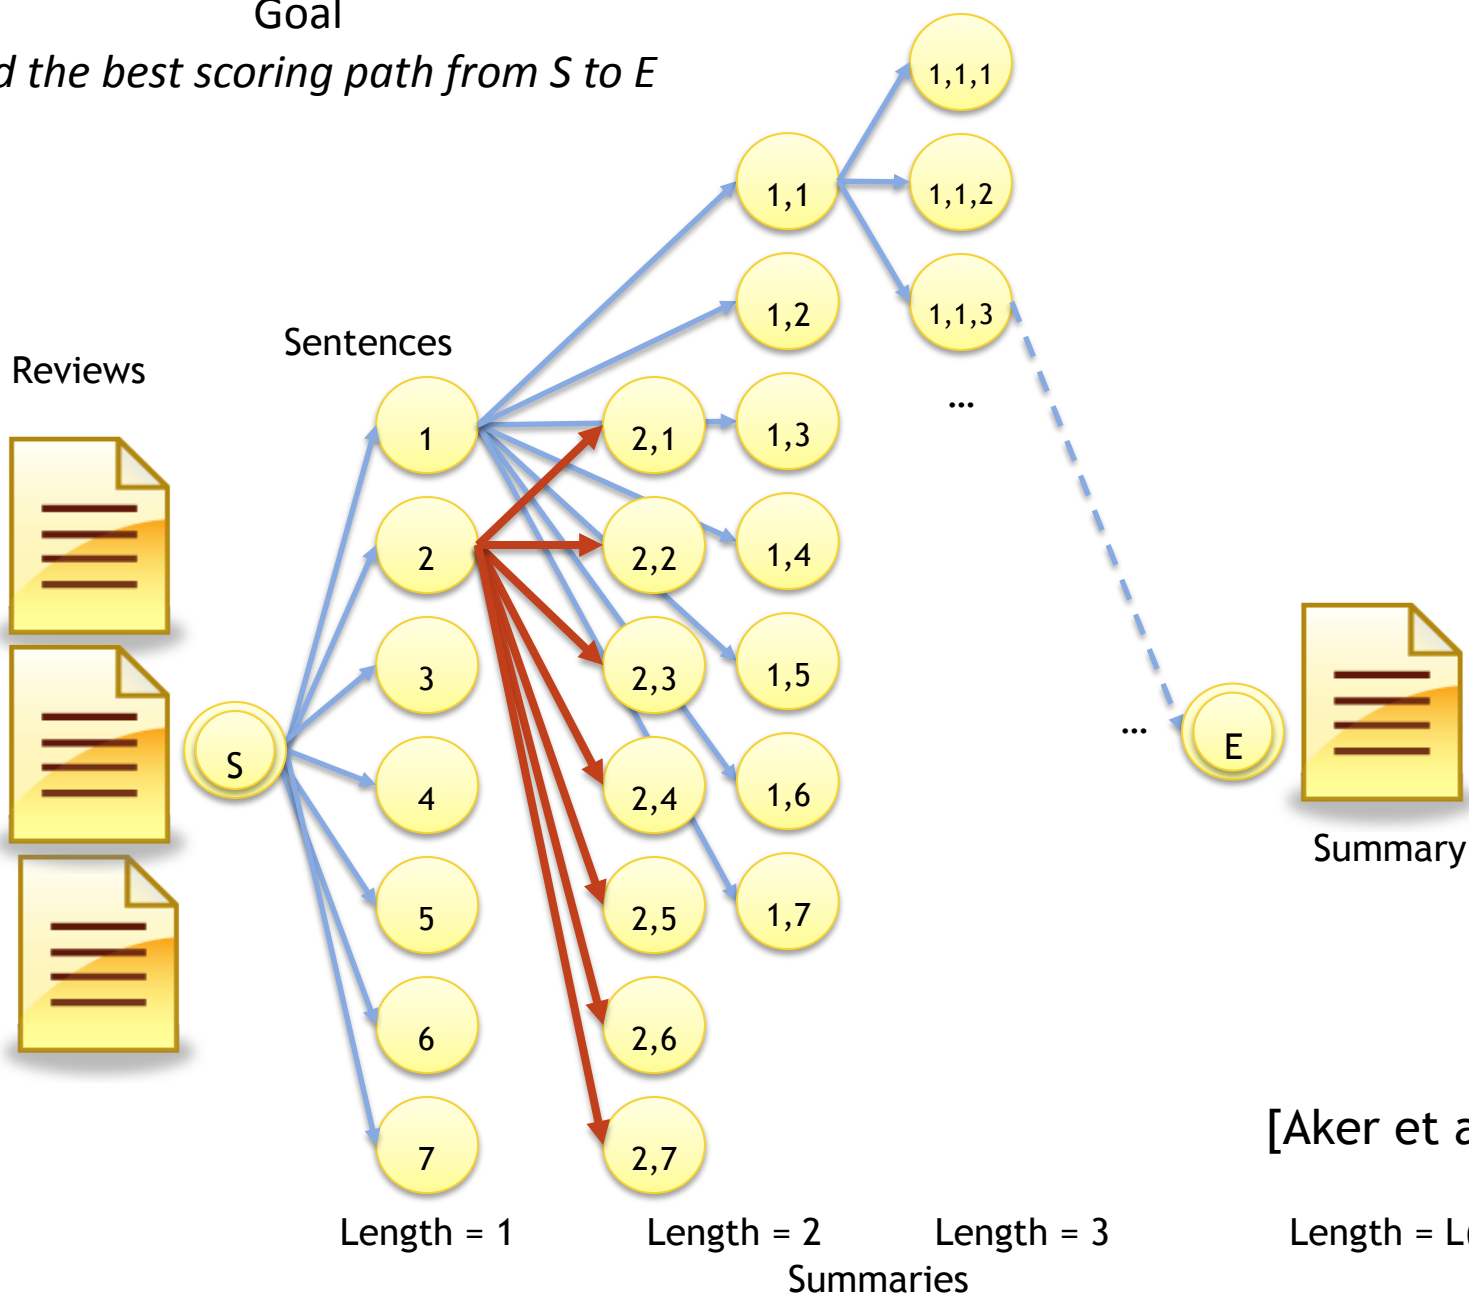 Goal
the best scoring path from S to E
Reviews
Sentences
S
1
2
3
4
5
6
7
2,1
2,2
2,3
2,4
2,5
2,6
2,7
1,1
1,2
1,3
1,4
1,5
1,6
1,7
1,1,1
1,1,2
1,1,3
...
...
E
Summary
[Aker et
Length = 1
Length = 2
Length = 3
Length =
Summaries